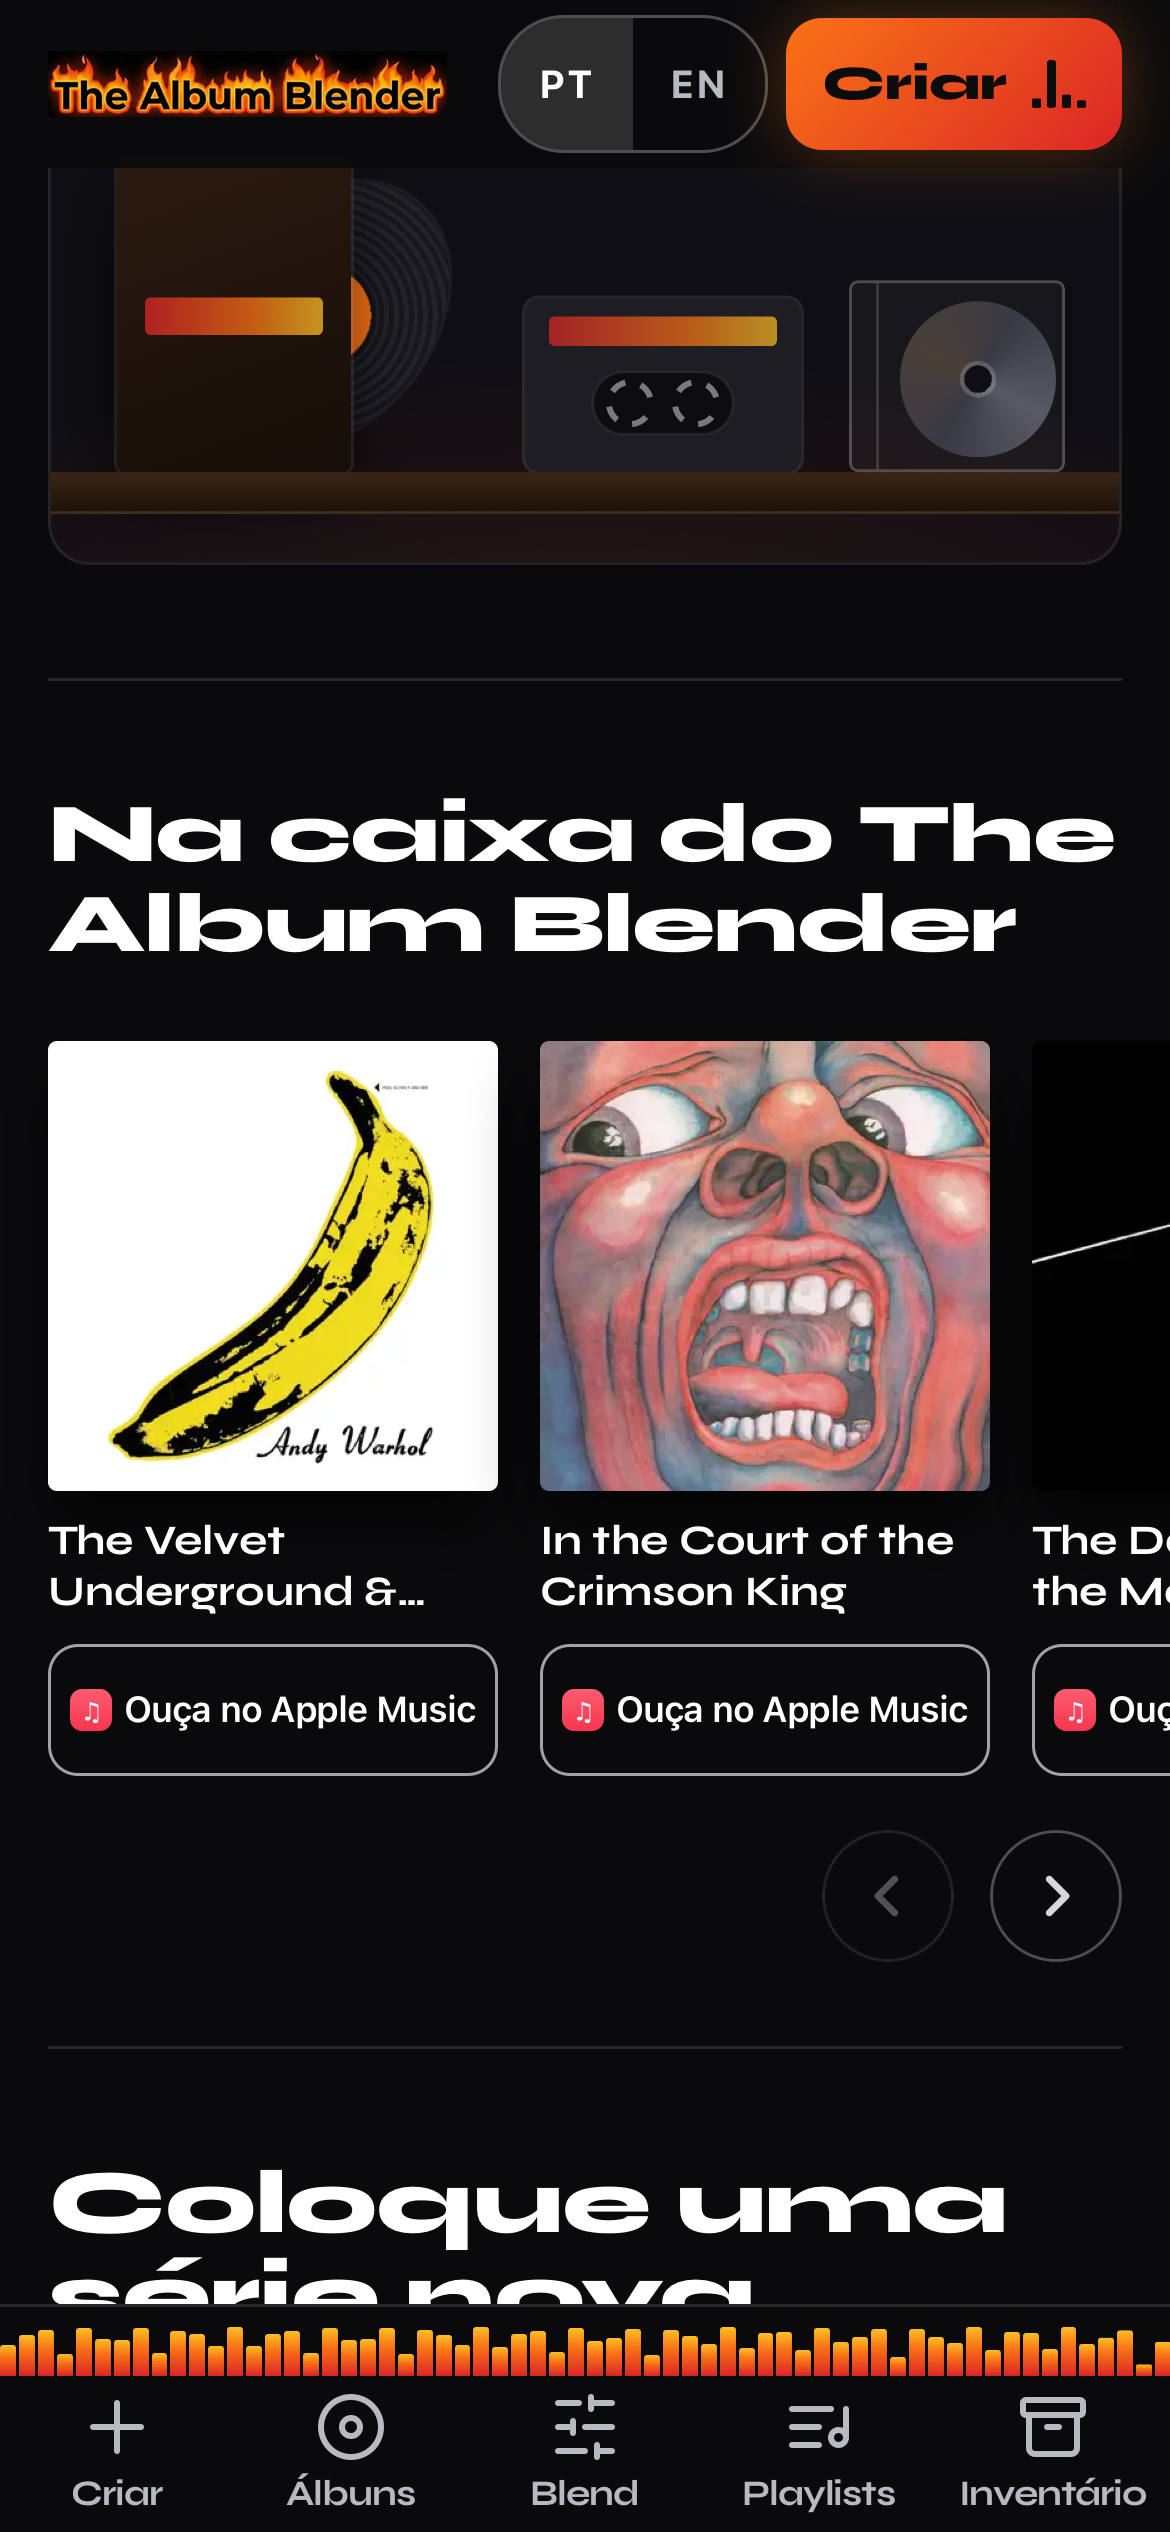 The Album Blender
PT
EN
Criar
Na caixa do The
Album Blender
Andy Warhol
The Velvet
Underground &...
In the Court of the
Crimson King
Ouça no Apple Music
Ouça no Apple Music
Coloque uma
série nova
Criar
Álbuns
Blend
Playlists
Inventário